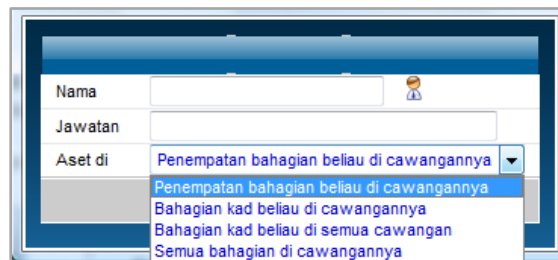 Nama
Jawatan
Aset di Penempatan bahagian beliau di cawangannya
Penempatan bahagian beliau di cawangannya
Bahagian kad beliau di cawangannya
Bahagian kad beliau di semua cawangan
Semua bahagian di cawangannya